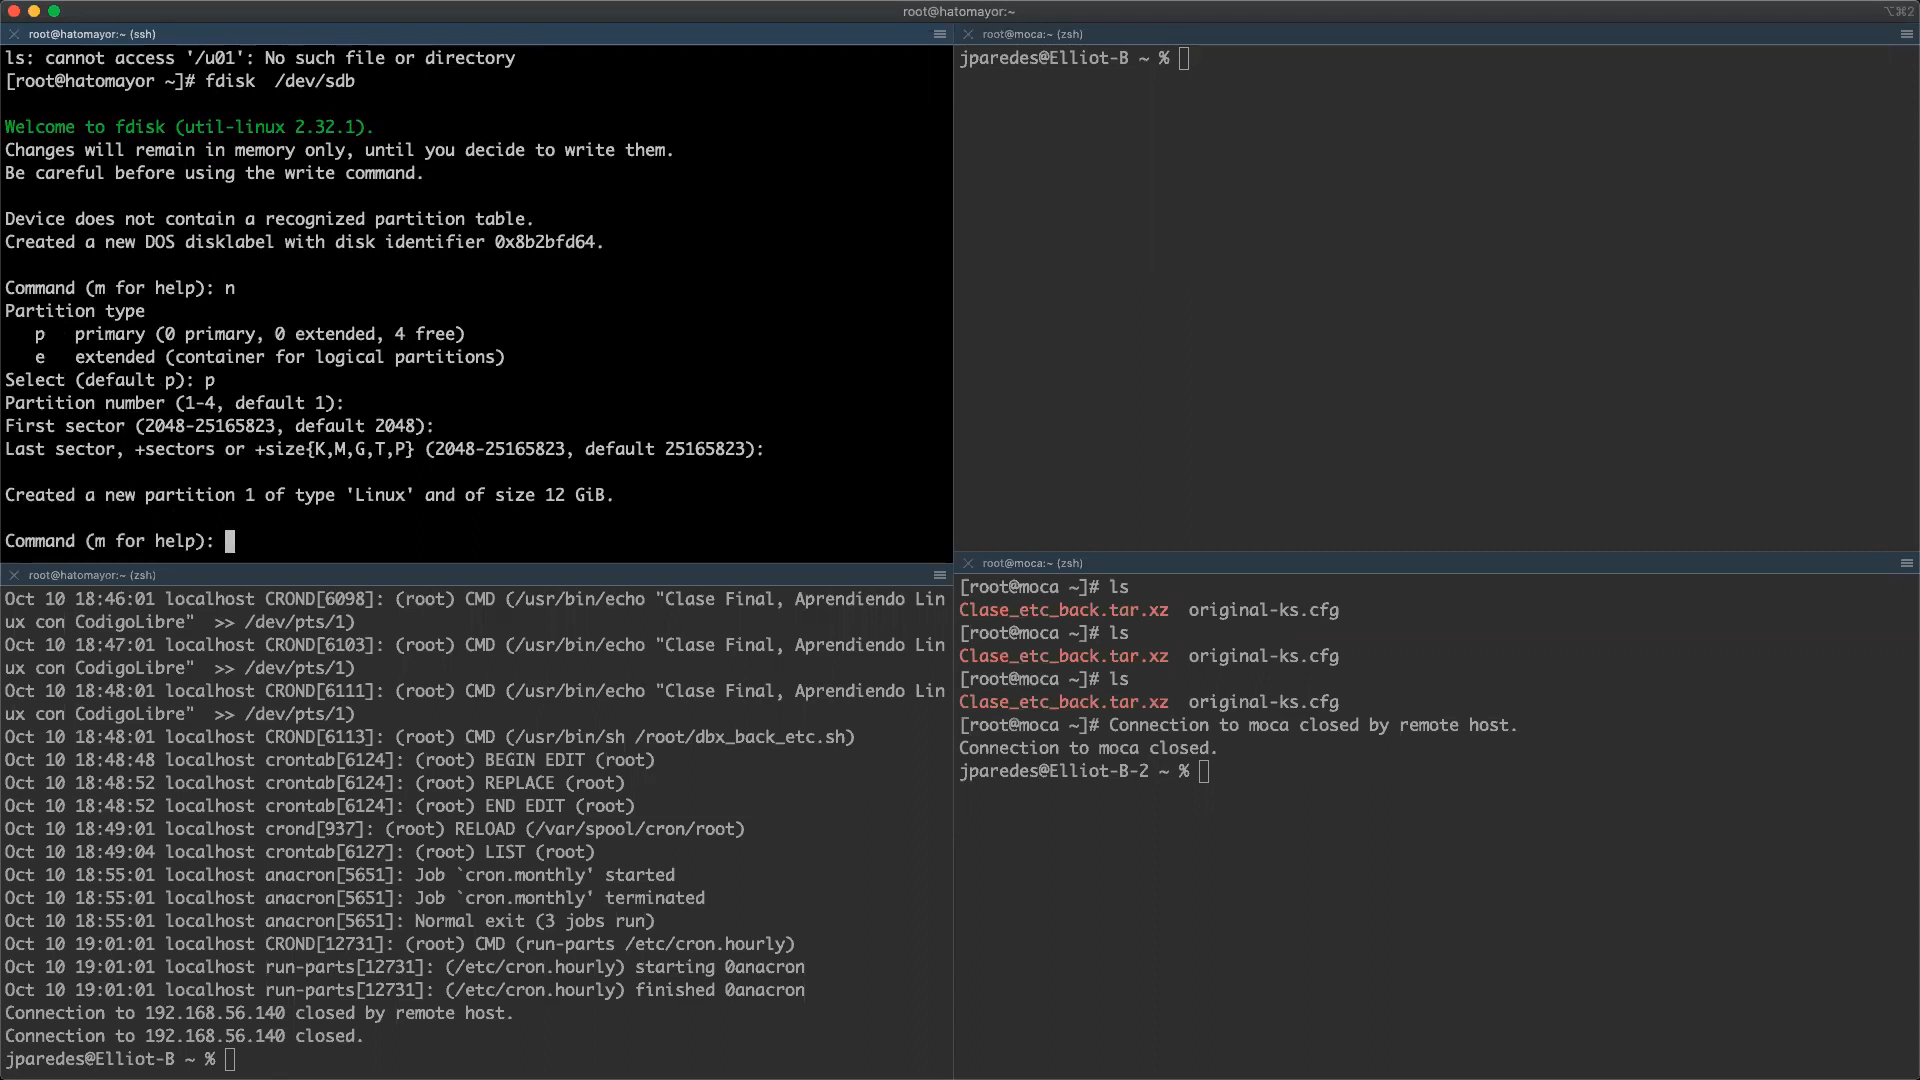 root@hatomayor:~
⌥⌘2
root@hatomayor:~ (ssh)
ls: cannot access '/u01': No such file or directory
[root@hatomayor ~]# fdisk  /dev/sdb
Welcome to fdisk (util-linux 2.32.1).
Changes will remain in memory only, until you decide to write them.
Be careful before using the write command.
Device does not contain a recognized partition table.
Created a new DOS disklabel with disk identifier 0x8b2bfd64.
Command (m for help): n
Partition type
   p   primary (0 primary, 0 extended, 4 free)
   e   extended (container for logical partitions)
Select (default p): p
Partition number (1-4, default 1):
First sector (2048-25165823, default 2048):
Last sector, +sectors or +size{K,M,G,T,P} (2048-25165823, default 25165823):
Created a new partition 1 of type 'Linux' and of size 12 GiB.
Command (m for help):
root@moca:~ (zsh)
jparedes@Elliot-B ~ %
root@hatomayor:~ (zsh)
Oct 10 18:46:01 localhost CROND[6098]: (root) CMD (/usr/bin/echo "Clase Final, Aprendiendo Lin
ux con CodigoLibre"  >> /dev/pts/1)
Oct 10 18:47:01 localhost CROND[6103]: (root) CMD (/usr/bin/echo "Clase Final, Aprendiendo Lin
ux con CodigoLibre"  >> /dev/pts/1)
Oct 10 18:48:01 localhost CROND[6111]: (root) CMD (/usr/bin/echo "Clase Final, Aprendiendo Lin
ux con CodigoLibre"  >> /dev/pts/1)
Oct 10 18:48:01 localhost CROND[6113]: (root) CMD (/usr/bin/sh /root/dbx_back_etc.sh)
Oct 10 18:48:48 localhost crontab[6124]: (root) BEGIN EDIT (root)
Oct 10 18:48:52 localhost crontab[6124]: (root) REPLACE (root)
Oct 10 18:48:52 localhost crontab[6124]: (root) END EDIT (root)
Oct 10 18:49:01 localhost crond[937]: (root) RELOAD (/var/spool/cron/root)
Oct 10 18:49:04 localhost crontab[6127]: (root) LIST (root)
Oct 10 18:55:01 localhost anacron[5651]: Job `cron.monthly' started
Oct 10 18:55:01 localhost anacron[5651]: Job `cron.monthly' terminated
Oct 10 18:55:01 localhost anacron[5651]: Normal exit (3 jobs run)
Oct 10 19:01:01 localhost CROND[12731]: (root) CMD (run-parts /etc/cron.hourly)
Oct 10 19:01:01 localhost run-parts[12731]: (/etc/cron.hourly) starting 0anacron
Oct 10 19:01:01 localhost run-parts[12731]: (/etc/cron.hourly) finished 0anacron
Connection to 192.168.56.140 closed by remote host.
Connection to 192.168.56.140 closed.
jparedes@Elliot-B ~ %
root@moca:~ (zsh)
[root@moca ~]# ls
Clase_etc_back.tar.xz  original-ks.cfg
[root@moca ~]# ls
Clase_etc_back.tar.xz  original-ks.cfg
[root@moca ~]# ls
Clase_etc_back.tar.xz  original-ks.cfg
[root@moca ~]# Connection to moca closed by remote host.
Connection to moca closed.
jparedes@Elliot-B-2 ~ %